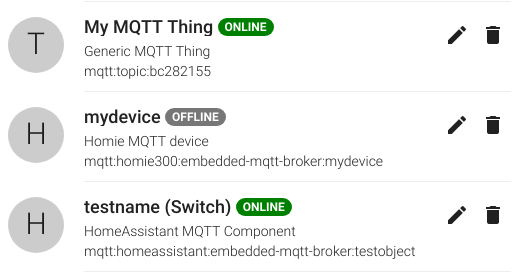 T
My MQTT Thing ONLINE
Generic MQTT Thing
mqtt:topic:bc282155
H
mydevice OFFLINE
Homie MQTT device
mqtt:homie300:embedded-mqtt-broker:mydevice
H
testname (Switch) ONLINE
HomeAssistant MQTT Component
mqtt:homeassistant:embedded-mqtt-broker:testobject